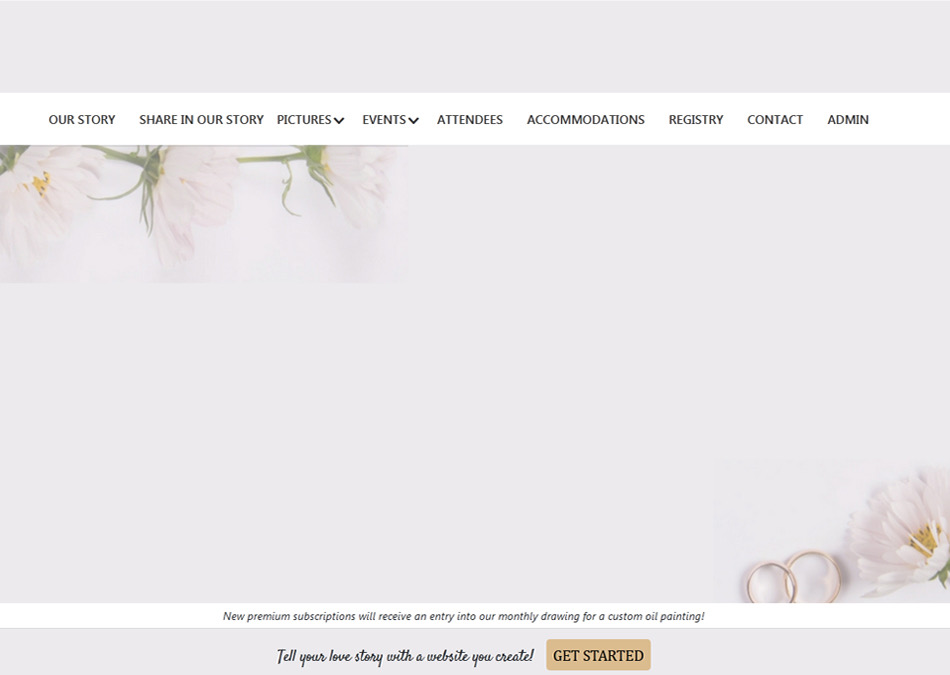 OUR STORY SHARE IN OUR STORY PICTURES EVENTS ATTENDEES ACCOMMODATIONS REGISTRY CONTACT ADMIN
New premium subscriptions will receive an entry into our monthly drawing for a custom oil painting!
Tell your love story with a website you create! GET STARTED